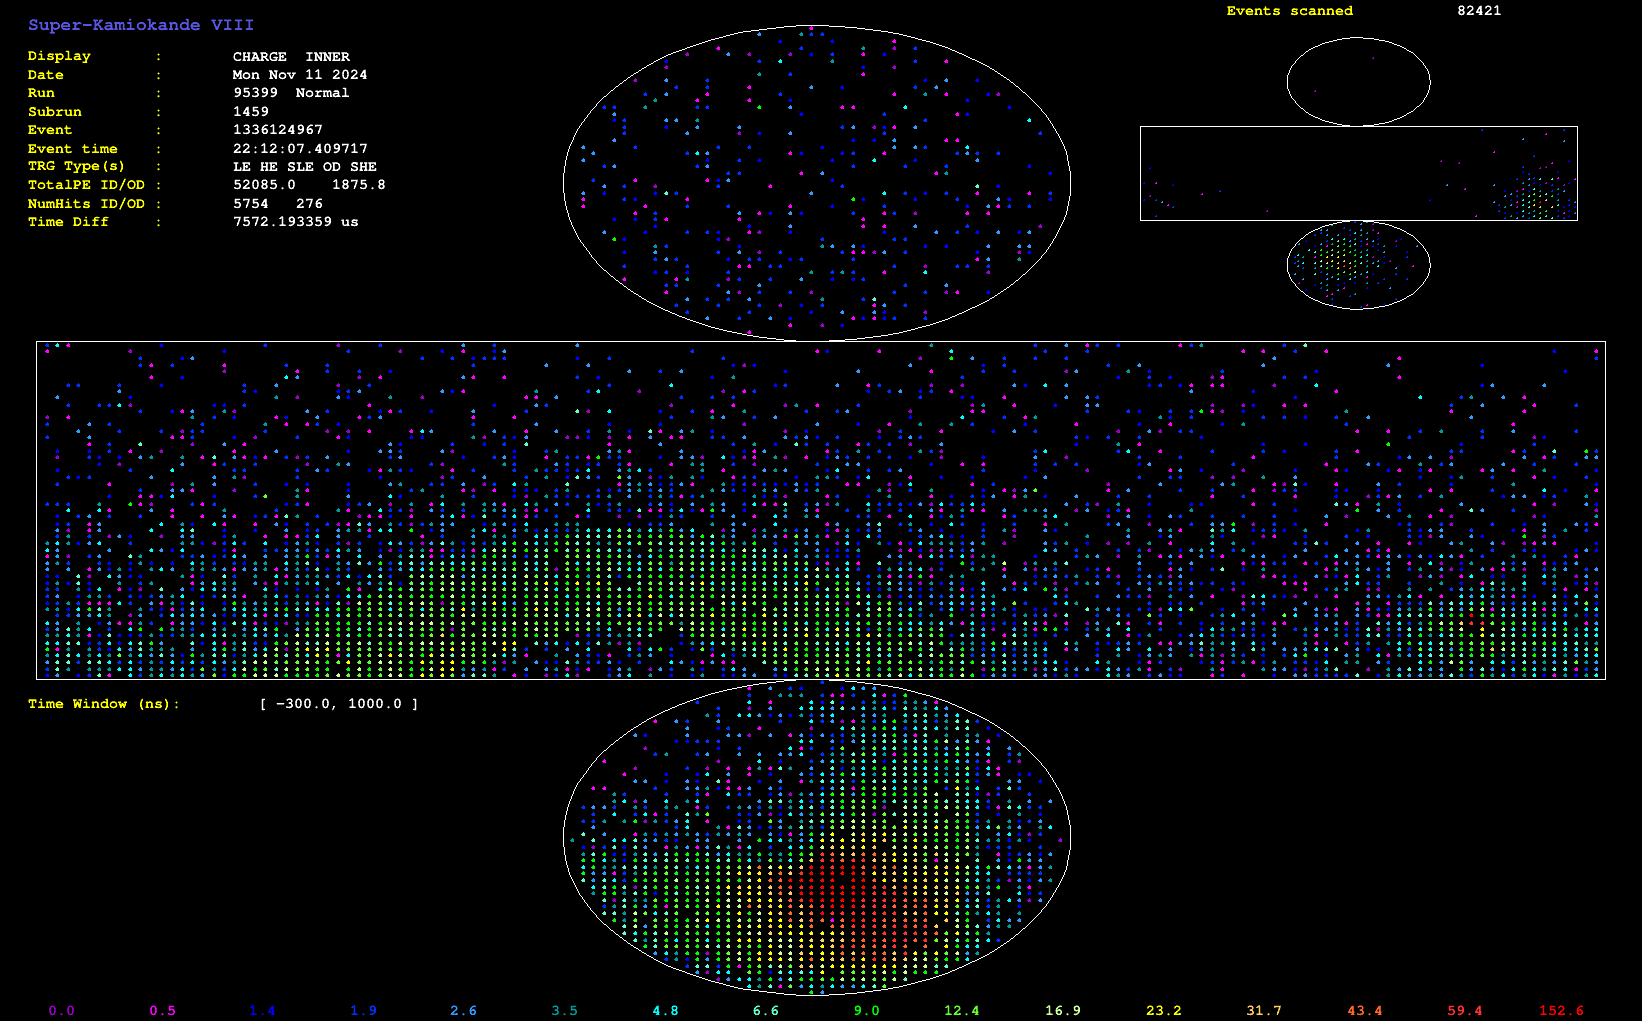 Super-Kamiokande VIII
Events scanned 82421
Display : CHARGE INNER
Date : Mon Nov 11 2024
Run : 95399 Normal
Subrun : 1459
Event : 1336124967
Event time : 22:12:07.409717
TRG Type(s) : LE HE SLE OD SHE
TotalPE ID/OD : 52085.0 1875.8
NumHits ID/OD : 5754 276
Time Diff : 7572.193359 us
Time Window (ns): [ -300.0, 1000.0 ]
0.0 0.5 1.4 1.9 2.6 3.5 4.8 6.6 9.0 12.4 16.9 23.2 31.7 43.4 59.4 152.6